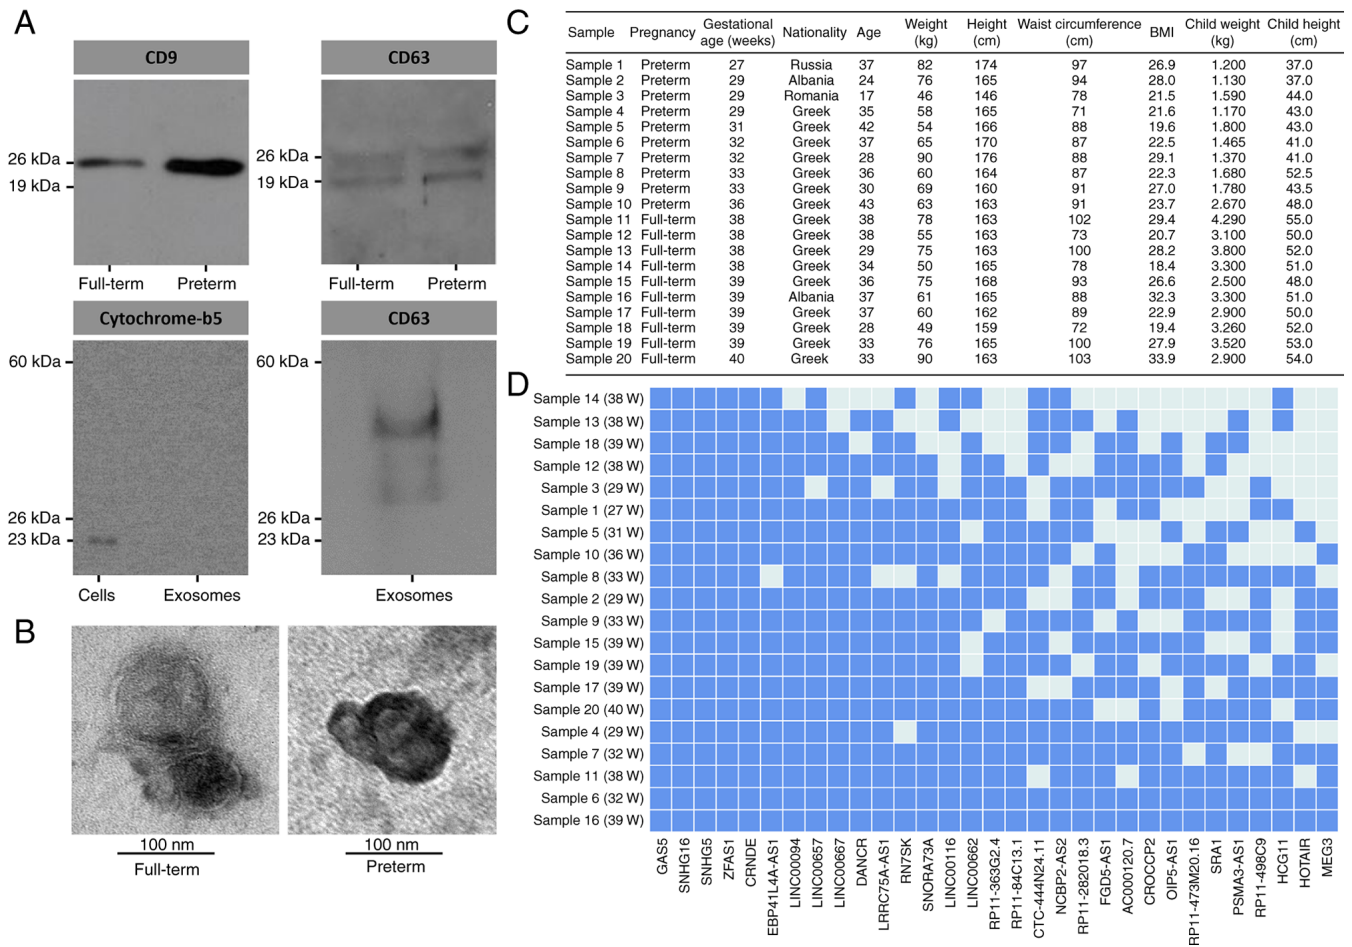 A
CD9
CD63
26 kDa
19 kDa
26 kDa
19 kDa
Full-term
Preterm
Full-term
Preterm
Cytochrome-b5
CD63
60 kDa
26 kDa
23 kDa
60 kDa
26 kDa
23 kDa
Cells
Exosomes
Exosomes
B
100 nm
Full-term
100 nm
Preterm
C
Sample Pregnancy Gestational age (weeks) Nationality Age Weight (kg) Height (cm) Waist circumference (cm) BMI Child weight (kg) Child height (cm)
Sample 1 Preterm 27 Russia 37 82 174 97 26.9 1.200 37.0
Sample 2 Preterm 29 Albania 24 76 165 94 28.0 1.130 37.0
Sample 3 Preterm 29 Romania 17 46 146 78 21.5 1.590 44.0
Sample 4 Preterm 29 Greek 35 58 165 71 21.6 1.170 43.0
Sample 5 Preterm 31 Greek 42 54 166 88 19.6 1.800 43.0
Sample 6 Preterm 32 Greek 37 65 170 87 22.5 1.465 41.0
Sample 7 Preterm 32 Greek 28 90 176 88 29.1 1.370 41.0
Sample 8 Preterm 33 Greek 36 60 164 87 22.3 1.680 52.5
Sample 9 Preterm 33 Greek 30 69 160 91 27.0 1.780 43.5
Sample 10 Preterm 36 Greek 43 63 163 91 23.7 2.670 48.0
Sample 11 Full-term 38 Greek 38 78 163 102 29.4 4.290 55.0
Sample 12 Full-term 38 Greek 38 55 163 73 20.7 3.100 50.0
Sample 13 Full-term 38 Greek 29 75 163 100 28.2 3.800 52.0
Sample 14 Full-term 38 Greek 34 50 165 78 18.4 3.300 51.0
Sample 15 Full-term 39 Greek 36 75 168 93 26.6 2.500 48.0
Sample 16 Full-term 39 Albania 37 61 165 88 32.3 3.300 51.0
Sample 17 Full-term 39 Greek 37 60 162 89 22.9 2.900 50.0
Sample 18 Full-term 39 Greek 28 49 159 72 19.4 3.260 52.0
Sample 19 Full-term 39 Greek 33 76 165 100 27.9 3.520 53.0
Sample 20 Full-term 40 Greek 33 90 163 103 33.9 2.900 54.0
D
Sample 14 (38 W)
Sample 13 (38 W)
Sample 18 (39 W)
Sample 12 (38 W)
Sample 3 (29 W)
Sample 1 (27 W)
Sample 5 (31 W)
Sample 10 (36 W)
Sample 8 (33 W)
Sample 2 (29 W)
Sample 9 (33 W)
Sample 15 (39 W)
Sample 19 (39 W)
Sample 17 (39 W)
Sample 20 (40 W)
Sample 4 (29 W)
Sample 7 (32 W)
Sample 11 (38 W)
Sample 6 (32 W)
Sample 16 (39 W)
GAS5
SNHG16
SNHG5
ZFAS1
CRNDE
EBP41L4A-AS1
LINC00094
LINC00657
LINC00667
DANCR
LRRC75A-AS1
RN7SK
SNORA73A
LINC00116
LINC00662
RP11-363G2.4
RP11-84C13.1
CTC-444N24.11
NCBP2-AS2
RP11-282018.3
FGD5-AS1
AC000120.7
CROCCP2
OIP5-AS1
RP11-473M20.16
SRA1
PSMA3-AS1
RP11-498C9
HCG11
HOTAIR
MEG3